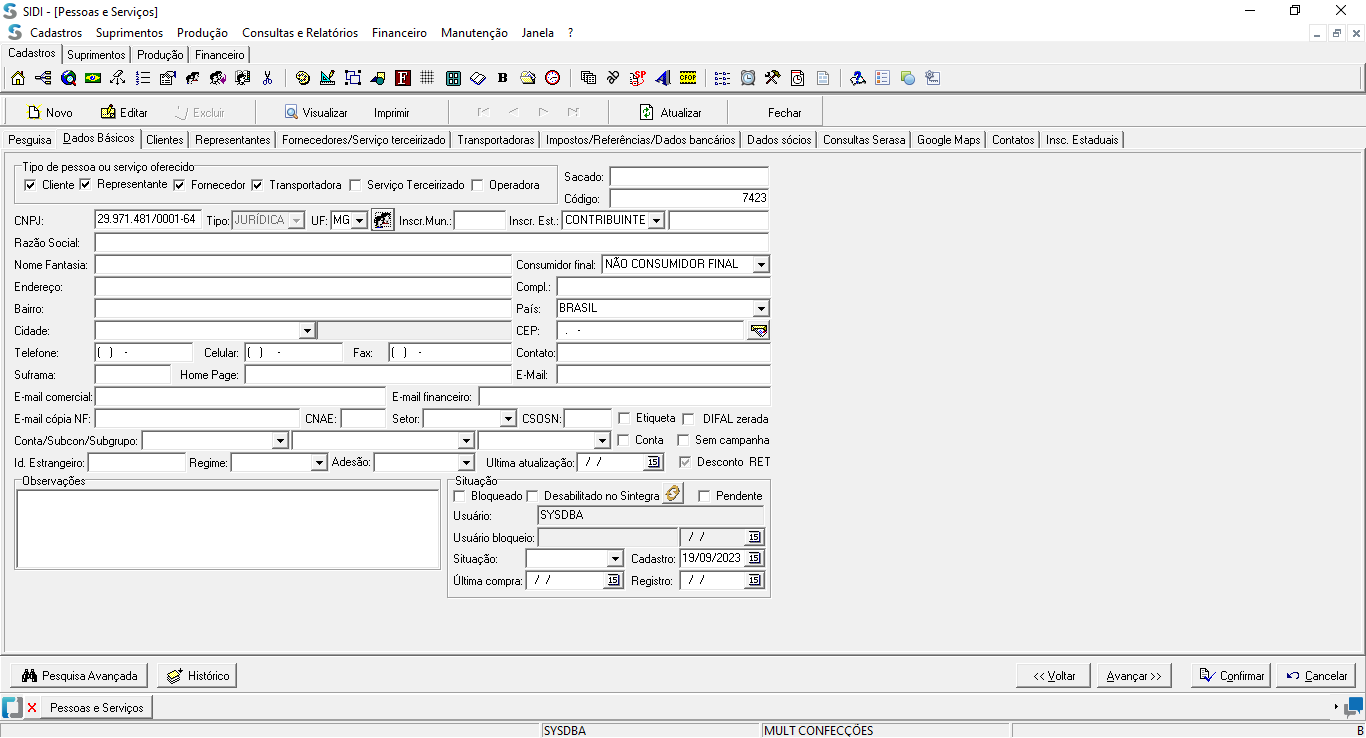 SIDI - [Pessoas e Serviços]
Cadastros Suprimentos Produção Consultas e Relatórios Financeiro Manutenção Janela ?
Cadastros Suprimentos Produção Financeiro
Novo Editar Excluir Visualizar Imprimir Atualizar Fechar
Pesquisa Dados Básicos Clientes Representantes Fornecedores/Serviço terceirizado Transportadoras Impostos/Referências/Dados bancários Dados sócios Consultas Serasa Google Maps Contatos Insc. Estaduais
Tipo de pessoa ou serviço oferecido
Cliente Representante Fornecedor Transportadora Serviço Terceirizado Operadora
Sacado:
Código: 7423
CNPJ: 29.971.481/0001-64 Tipo: JURÍDICA UF: MG Inscr.Mun.: Inscr. Est.: CONTRIBUINTE
Razão Social:
Nome Fantasia: Consumidor final: NÃO CONSUMIDOR FINAL
Endereço: Compl.:
Bairro: País: BRASIL
Cidade: CEP: . -
Telefone: ( ) - Celular: ( ) - Fax: ( ) - Contato:
Suframa: Home Page: E-Mail:
E-mail comercial: E-mail financeiro:
E-mail cópia NF: CNAE: Setor: CSOSN: Etiqueta DIFAL zerada
Conta/Subcon/Subgrupo: Conta Sem campanha
Id. Estrangeiro: Regime: Adesão: Ultima atualização: / / 15 Desconto RET
Observações
Situação
Bloqueado Desabilitado no Sintegra Pendente
Usuário: SYSDBA
Usuário bloqueio: / / 15
Situação: Cadastro: 19/09/2023 15
Última compra: / / 15 Registro: / / 15
Pesquisa Avançada Histórico << Voltar Avançar >> Confirmar Cancelar
Pessoas e Serviços
SYSDBA MULT CONFECÇÕES B